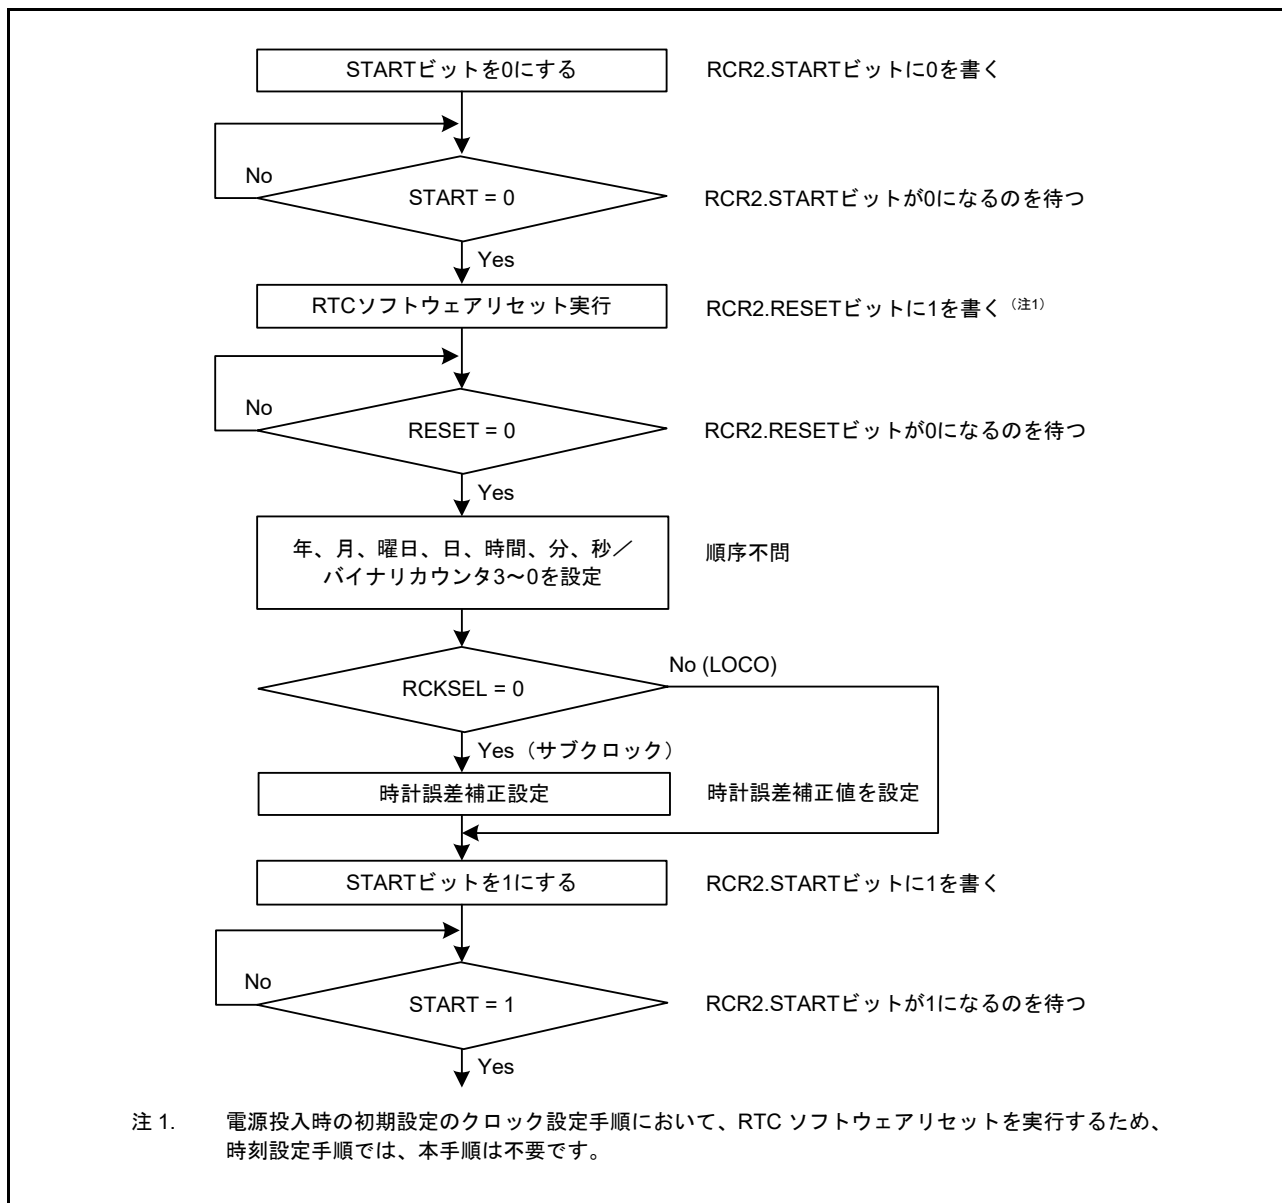 STARTビットを0にする
RCR2.STARTビットに0を書く
No
START = 0
RCR2.STARTビットが0になるのを待つ
Yes
RTCソフトウェアリセット実行
RCR2.RESETビットに1を書く（注1）
No
RESET = 0
RCR2.RESETビットが0になるのを待つ
Yes
年、月、曜日、日、時間、分、秒／
バイナリカウンタ3～0を設定
順序不問
No (LOCO)
RCKSEL = 0
Yes（サブクロック）
時計誤差補正設定
時計誤差補正値を設定
STARTビットを1にする
RCR2.STARTビットに1を書く
No
START = 1
RCR2.STARTビットが1になるのを待つ
Yes
注 1. 電源投入時の初期設定のクロック設定手順において、RTC ソフトウェアリセットを実行するため、
時刻設定手順では、本手順は不要です。